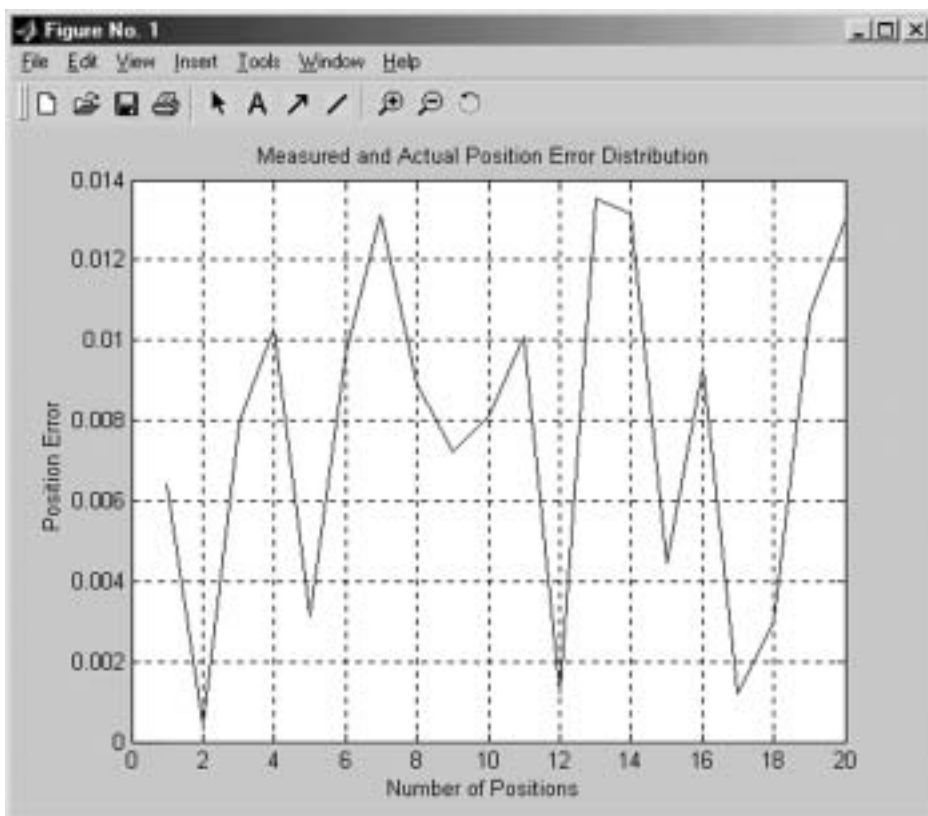 Figure No. 1
File Edit View Insert Tools Window Help
A
Measured and Actual Position Error Distribution
0.014
0.012
0.01
0.008
0.006
0.004
0.002
0
Position Error
0 2 4 6 8 10 12 14 16 18 20
Number of Positions